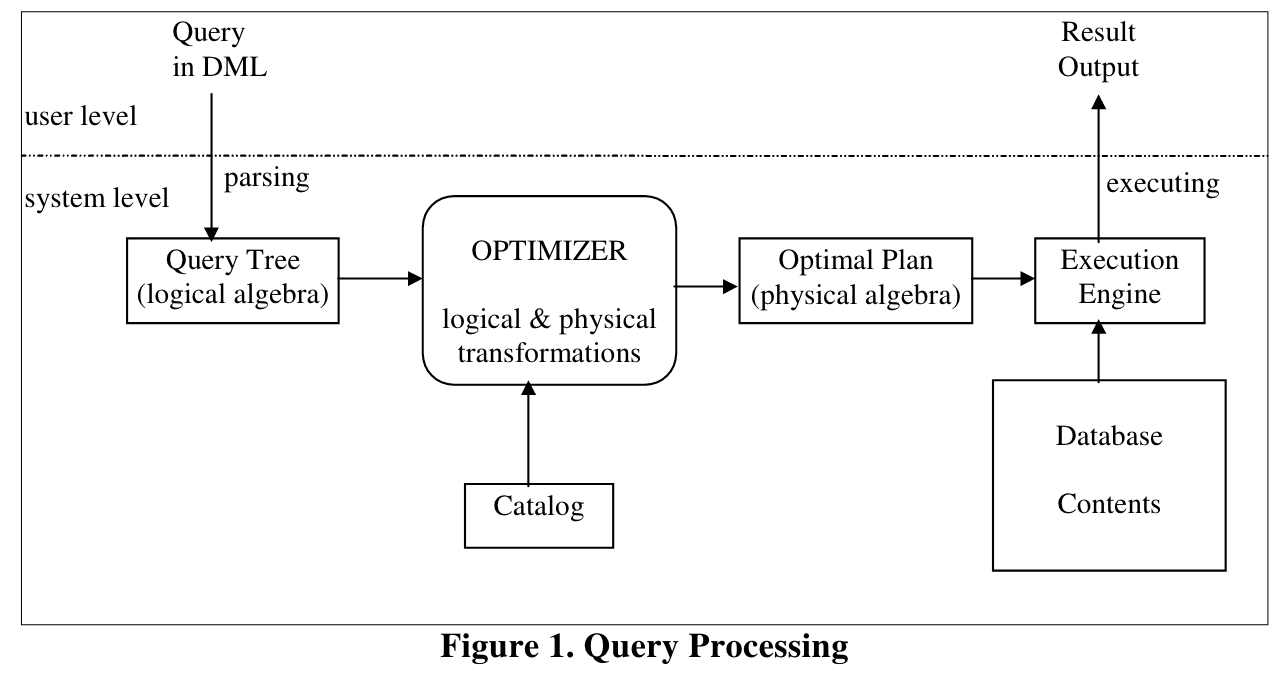 Query
in DML
Result
Output
user level
system level
parsing
executing
Query Tree
(logical algebra)
OPTIMIZER
logical & physical
transformations
Optimal Plan
(physical algebra)
Execution
Engine
Catalog
Database
Contents
Figure 1. Query Processing